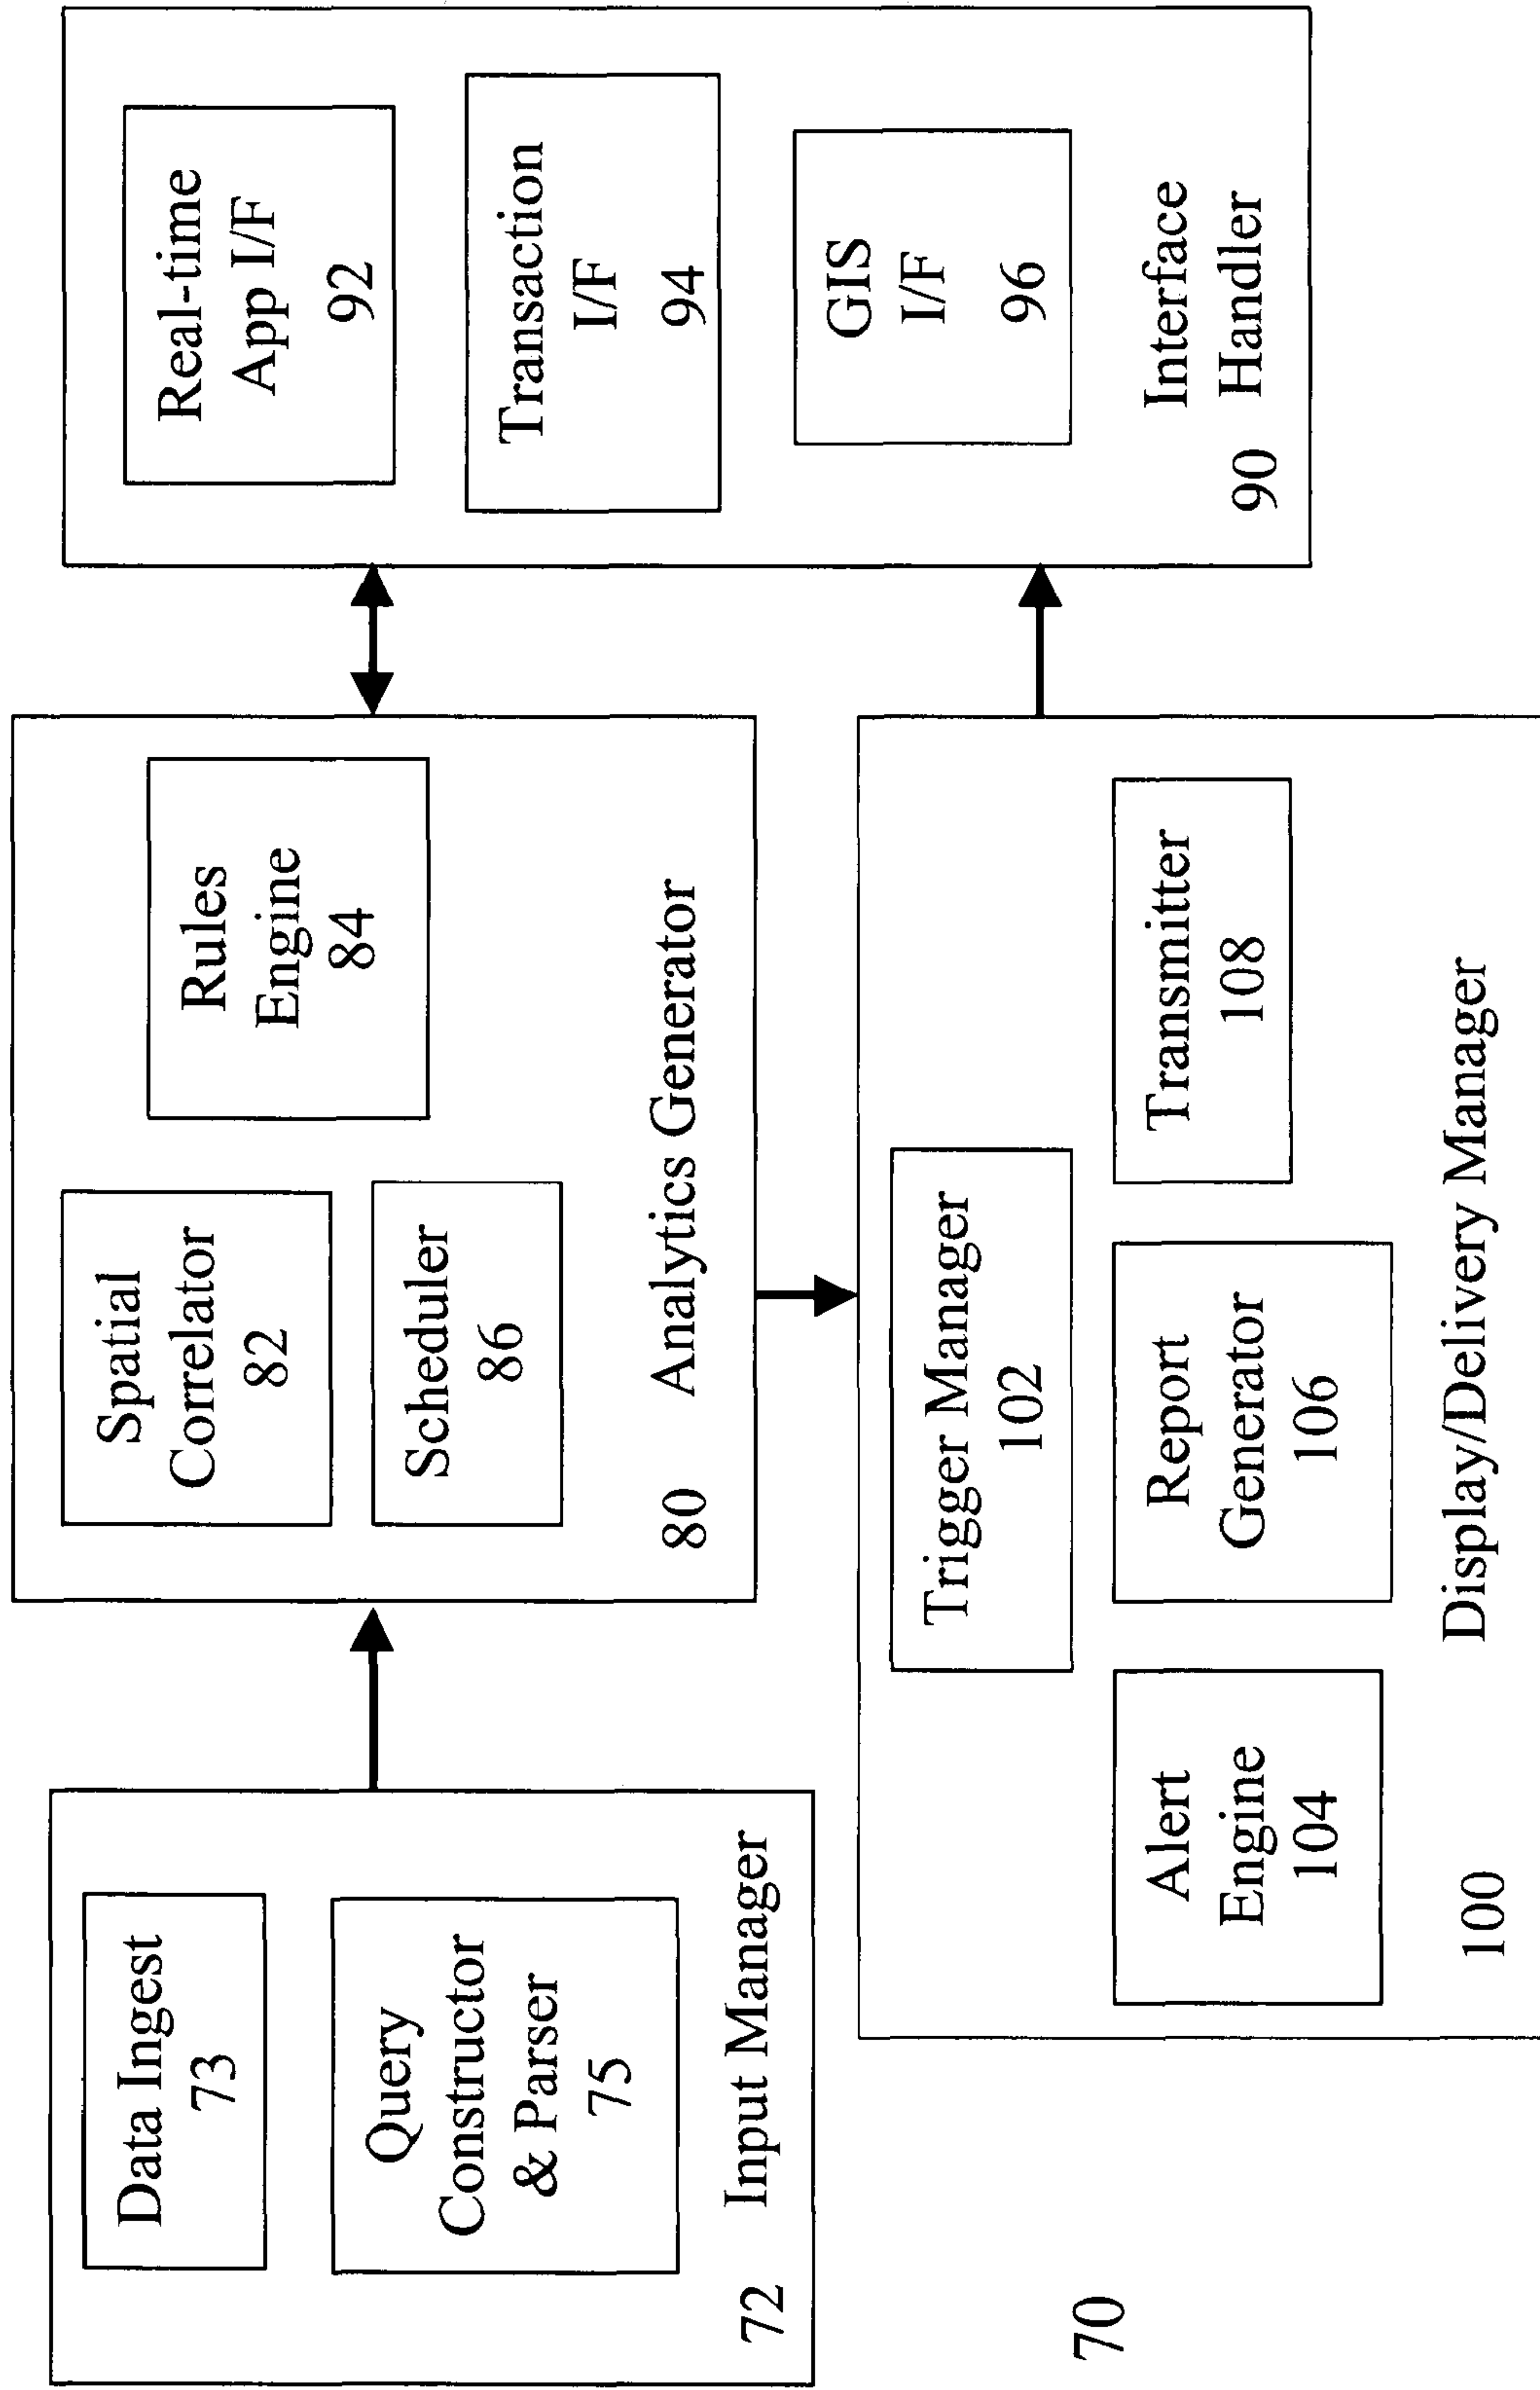 Data Ingest
73
Query
Constructor
& Parser
75
72 Input Manager
Spatial
Correlator
82
Rules
Engine
84
Scheduler
86
80 Analytics Generator
Real-time
App I/F
92
Transaction
I/F
94
GIS
I/F
96
Interface
90 Handler
Trigger Manager
102
Alert
Engine
104
Report
Generator
106
Transmitter
108
Display/Delivery Manager
100
70